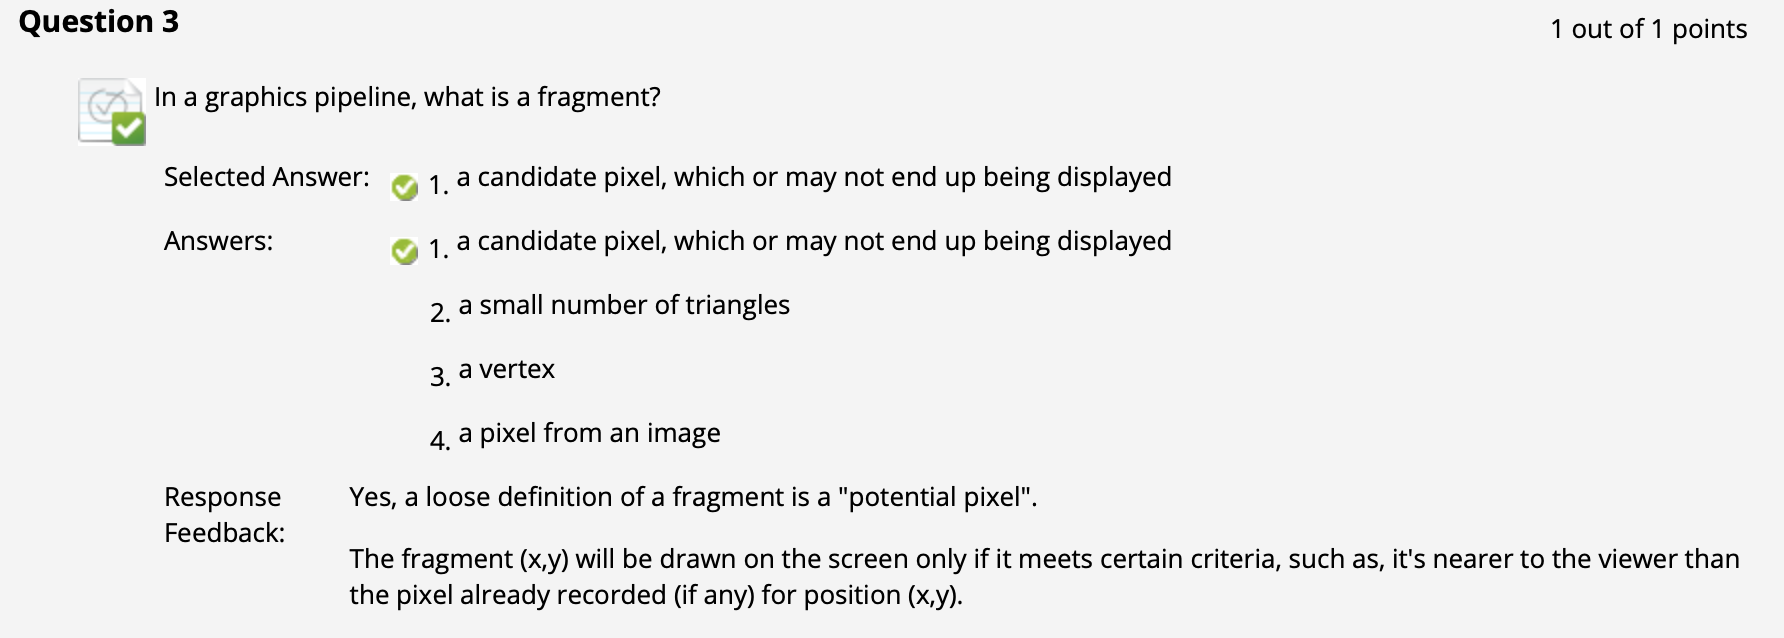 Question 3
1 out of 1 points
In a graphics pipeline, what is a fragment?
Selected Answer: 1. a candidate pixel, which or may not end up being displayed
Answers: 1. a candidate pixel, which or may not end up being displayed
2. a small number of triangles
3. a vertex
4. a pixel from an image
Response Feedback:
Yes, a loose definition of a fragment is a "potential pixel".
The fragment (x,y) will be drawn on the screen only if it meets certain criteria, such as, it's nearer to the viewer than
the pixel already recorded (if any) for position (x,y).